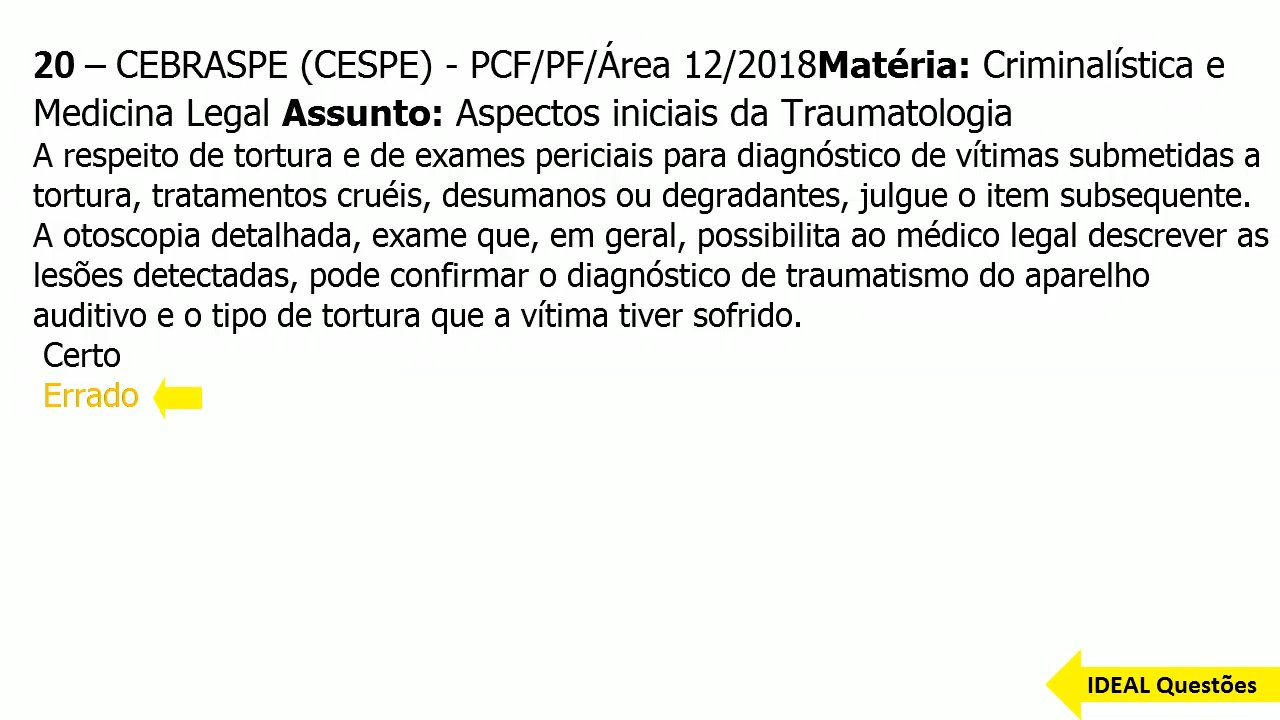 20 – CEBRASPE (CESPE) - PCF/PF/Área 12/2018Matéria: Criminalística e
Medicina Legal Assunto: Aspectos iniciais da Traumatologia
A respeito de tortura e de exames periciais para diagnóstico de vítimas submetidas a
tortura, tratamentos cruéis, desumanos ou degradantes, julgue o item subsequente.
A otoscopia detalhada, exame que, em geral, possibilita ao médico legal descrever as
lesões detectadas, pode confirmar o diagnóstico de traumatismo do aparelho
auditivo e o tipo de tortura que a vítima tiver sofrido.
Certo
Errado
IDEAL Questões